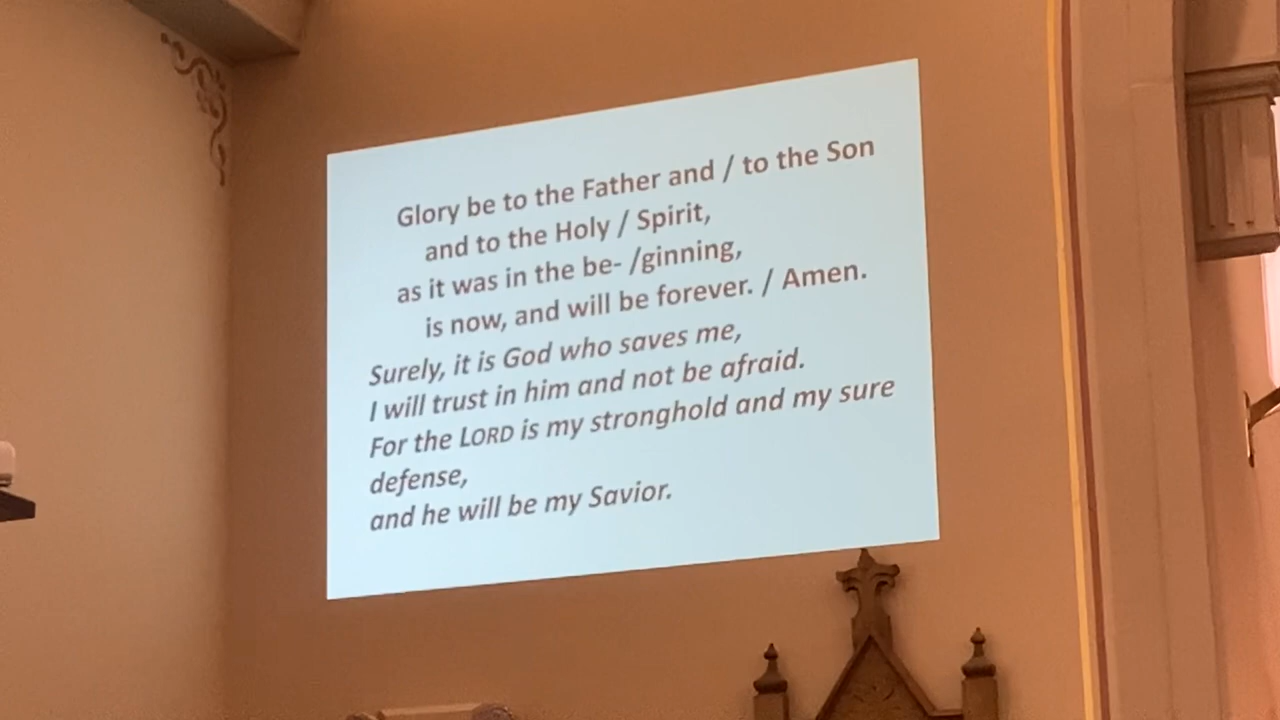 Glory be to the Father and / to the Son
and to the Holy / Spirit,
as it was in the be- /ginning,
is now, and will be forever. / Amen.
Surely, it is God who saves me,
I will trust in him and not be afraid.
For the LORD is my stronghold and my sure
defense,
and he will be my Savior.